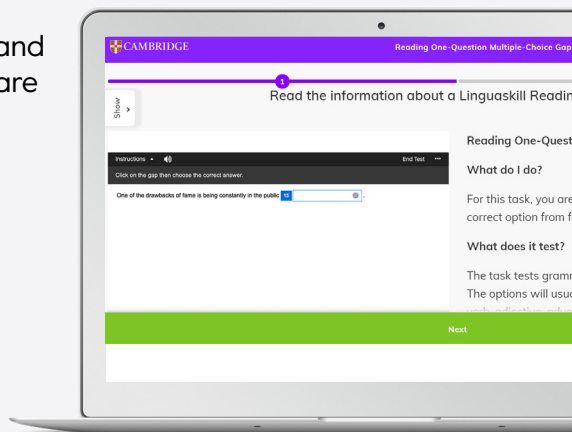 and
are
CAMBRIDGE
Reading One-Question Multiple-Choice Gap
1
Read the information about a Linguaskill Readin
Show
Instructions
End Test
Click on the gap then choose the correct answer.
One of the drawbacks of fame is being constantly in the public 13 .
Reading One-Quest
What do I do?
For this task, you are
correct option from f
What does it test?
The task tests gramm
The options will usua
Next